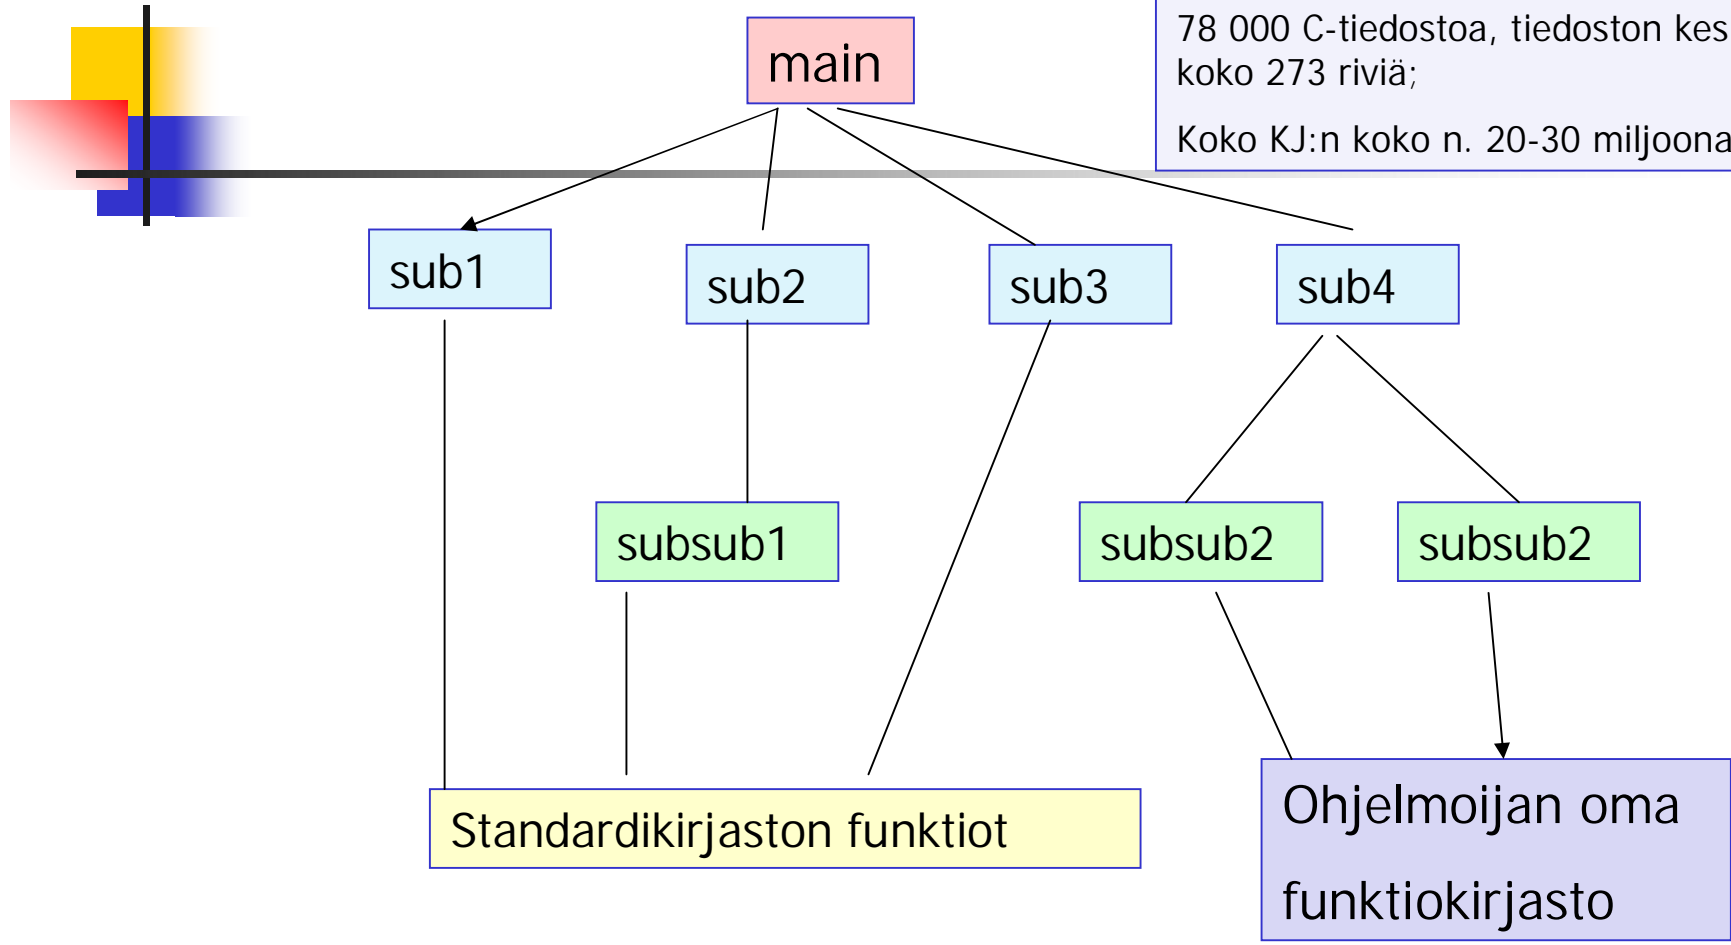 78 000 C-tiedostoa, tiedoston kes
koko 273 riviä;
Koko KJ:n koko n. 20-30 miljoona
main
sub1
sub2
sub3
sub4
subsub1
subsub2
subsub2
Standardikirjaston funktiot
Ohjelmoijan oma
funktiokirjasto